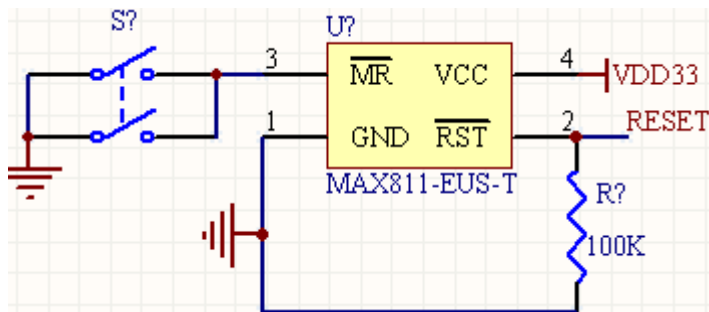 S?
U?
3
MR
VCC
4
VDD33
1
GND
RST
2
RESET
MAX811-EUS-T
R?
100K